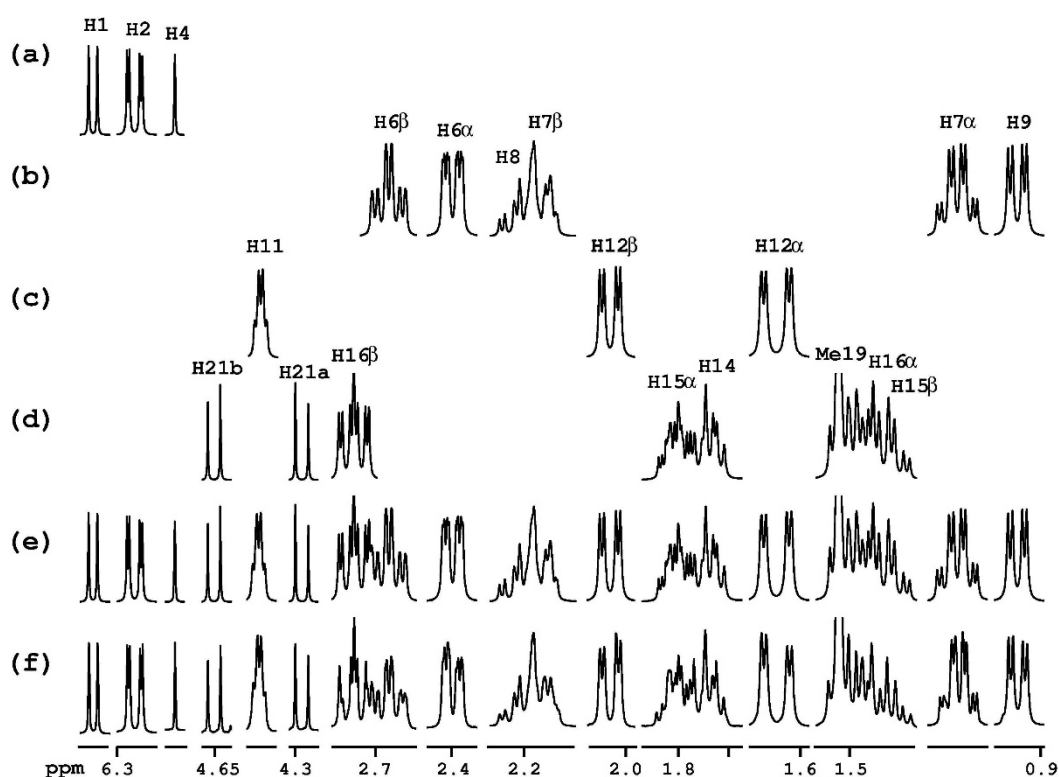 (a) H1 H2 H4
(b) H6β H6α H8 H7β H7α H9
(c) H11 H12β H12α
(d) H21b H21a H16β H15α H14 Me19 H16α H15β
(e)
(f)
ppm 6.3 4.65 4.3 2.7 2.4 2.2 2.0 1.8 1.6 1.5 0.9